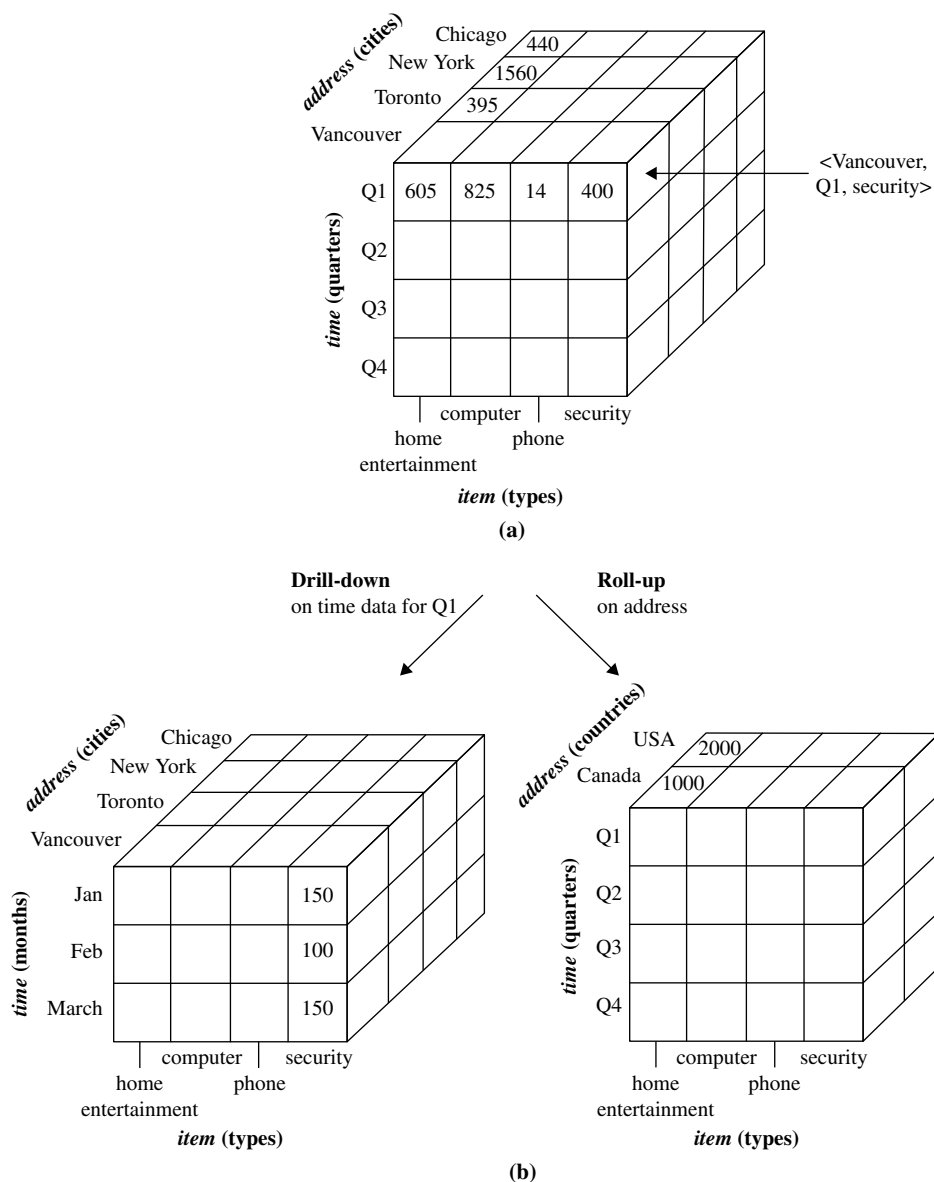 address (cities)
Chicago
440
New York
1560
Toronto
395
Vancouver
<Vancouver,
Q1, security>
time (quarters)
Q1 605 825 14 400
Q2
Q3
Q4
computer security
home phone
entertainment
item (types)
(a)
Drill-down
on time data for Q1
Roll-up
on address
address (cities)
Chicago
New York
Toronto
Vancouver
time (months)
Jan 150
Feb 100
March 150
computer security
home phone
entertainment
item (types)
address (countries)
USA 2000
Canada 1000
time (quarters)
Q1
Q2
Q3
Q4
computer security
home phone
entertainment
item (types)
(b)